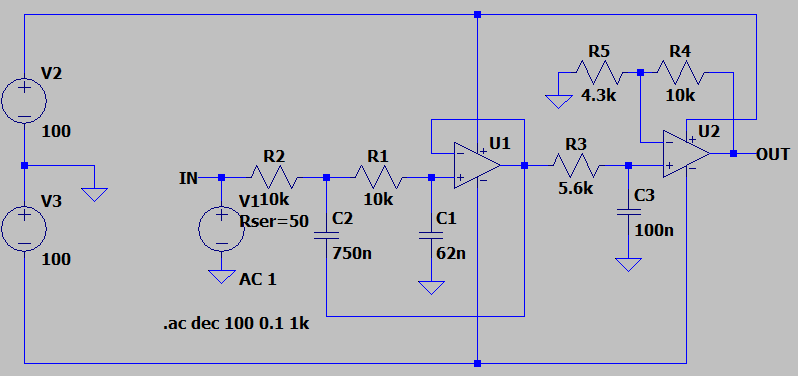 V2
100
V3
100
IN
R2
10k
V1
Rser=50
AC 1
R1
10k
C2
750n
C1
62n
U1
R3
5.6k
C3
100n
R5
4.3k
R4
10k
U2
OUT
.ac dec 100 0.1 1k